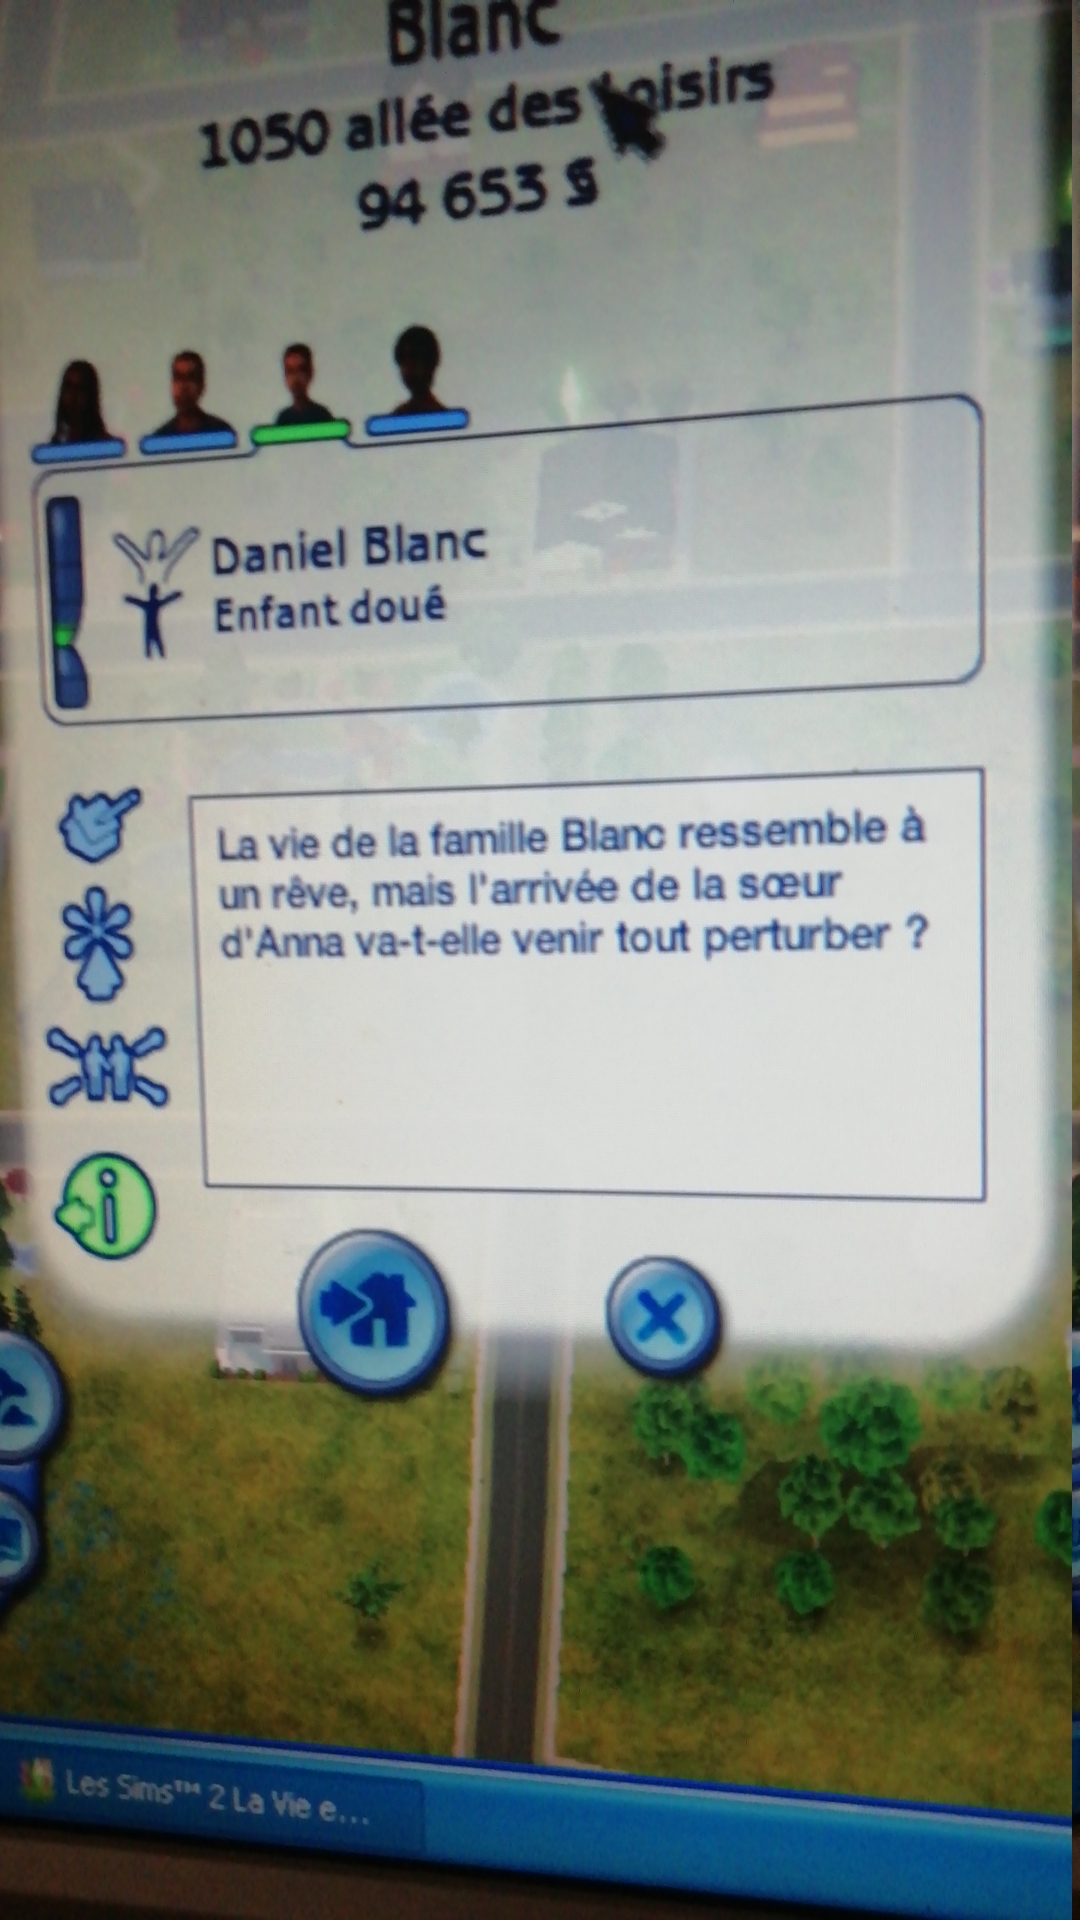 Blanc
1050 allée des Loisirs
94 653 §
Daniel Blanc
Enfant doué
La vie de la famille Blanc ressemble à
un rêve, mais l'arrivée de la sœur
d'Anna va-t-elle venir tout perturber ?
Les Sims™ 2 La Vie e...